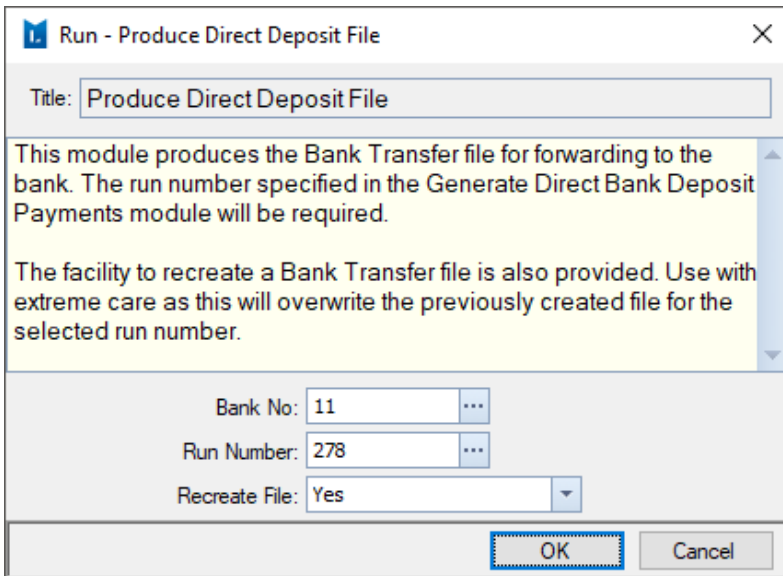 Run - Produce Direct Deposit File
Title: Produce Direct Deposit File
This module produces the Bank Transfer file for forwarding to the
bank. The run number specified in the Generate Direct Bank Deposit
Payments module will be required.
The facility to recreate a Bank Transfer file is also provided. Use with
extreme care as this will overwrite the previously created file for the
selected run number.
Bank No: 11 ...
Run Number: 278 ...
Recreate File: Yes
OK Cancel